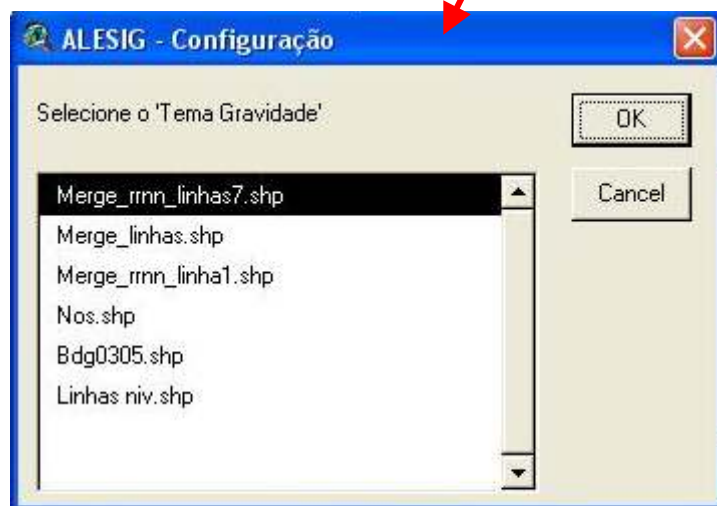 ALESIG - Configuração
Selecione o 'Tema Gravidade'
OK
Merge_rrnn_linhas7.shp
Cancel
Merge_linhas.shp
Merge_rrnn_linha1.shp
Nos.shp
Bdg0305.shp
Linhas niv.shp